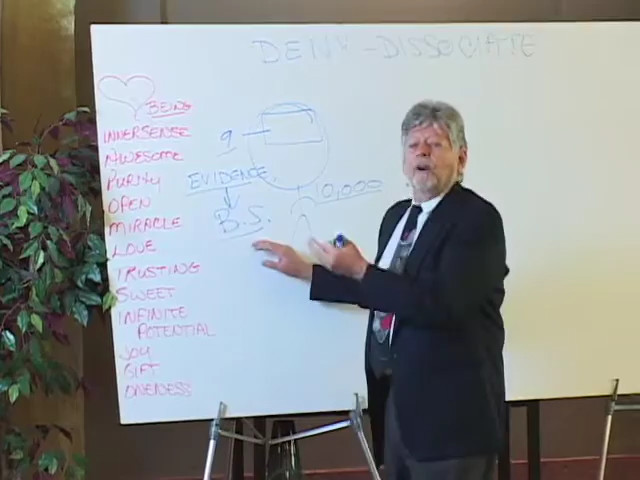 DENY - DISSOCIATE
BEING
INNERSENSE
AWESOME
PURITY
OPEN
MIRACLE
LOVE
TRUSTING
SWEET
INFINITE
POTENTIAL
JOY
GIFT
ONENESS
9
EVIDENCE
B.S.
10,000